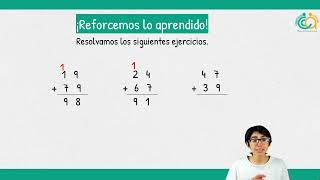 ¡Reforcemos lo aprendido!
Resolvamos los siguientes ejercicios.
1 1
1 9 2 4 4 7
+ 7 9 + 6 7 + 3 9
9 8 9 1